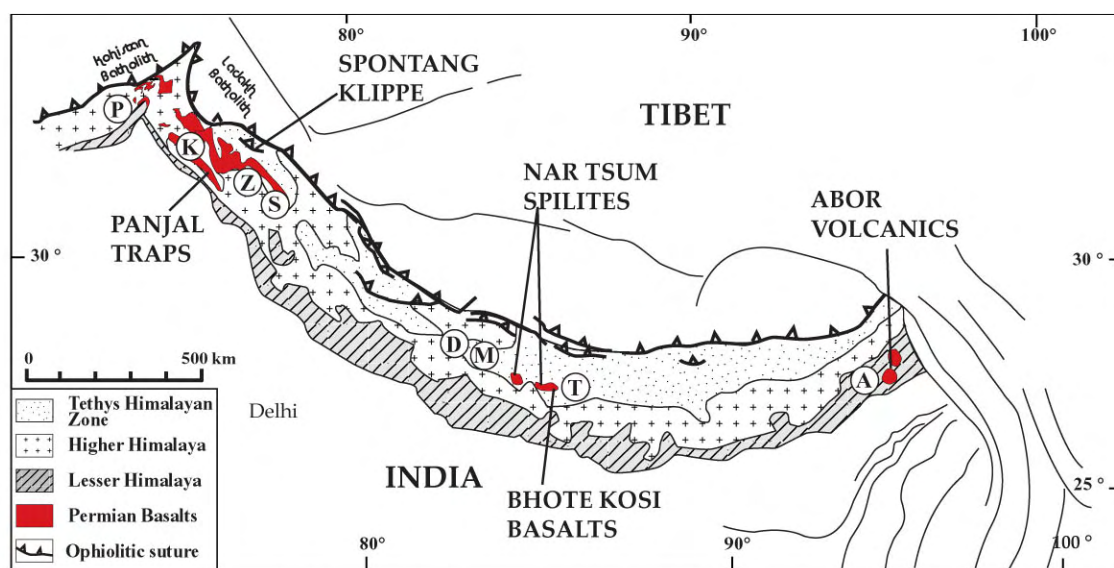 80°
90°
100°
Kohistan
Batholith
Ladakh
Batholith
SPONTANG
KLIPPE
TIBET
P
K
Z
S
NAR TSUM
SPILITES
ABOR
VOLCANICS
PANJAL
TRAPS
30 °
30 °
0 500 km
D
M
T
A
Delhi
INDIA
BHOTE KOSI
BASALTS
25 °
Tethys Himalayan
Zone
Higher Himalaya
Lesser Himalaya
Permian Basalts
Ophiolitic suture
80°
90°
100 °